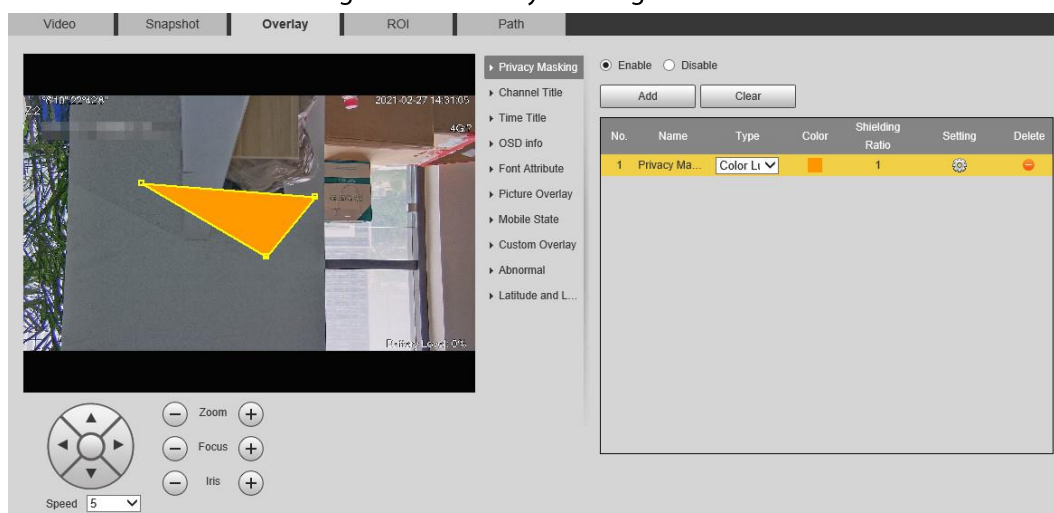 Video Snapshot Overlay ROI Path
2021-02-27 14:31:05
4G?
Privacy Masking
Channel Title
Time Title
OSD info
Font Attribute
Picture Overlay
Mobile State
Custom Overlay
Abnormal
Latitude and L...
Enable Disable
Add Clear
No. Name Type Color Shielding Ratio Setting Delete
1 Privacy Ma... Color Lu 1
Zoom
Focus
Iris
Speed 5